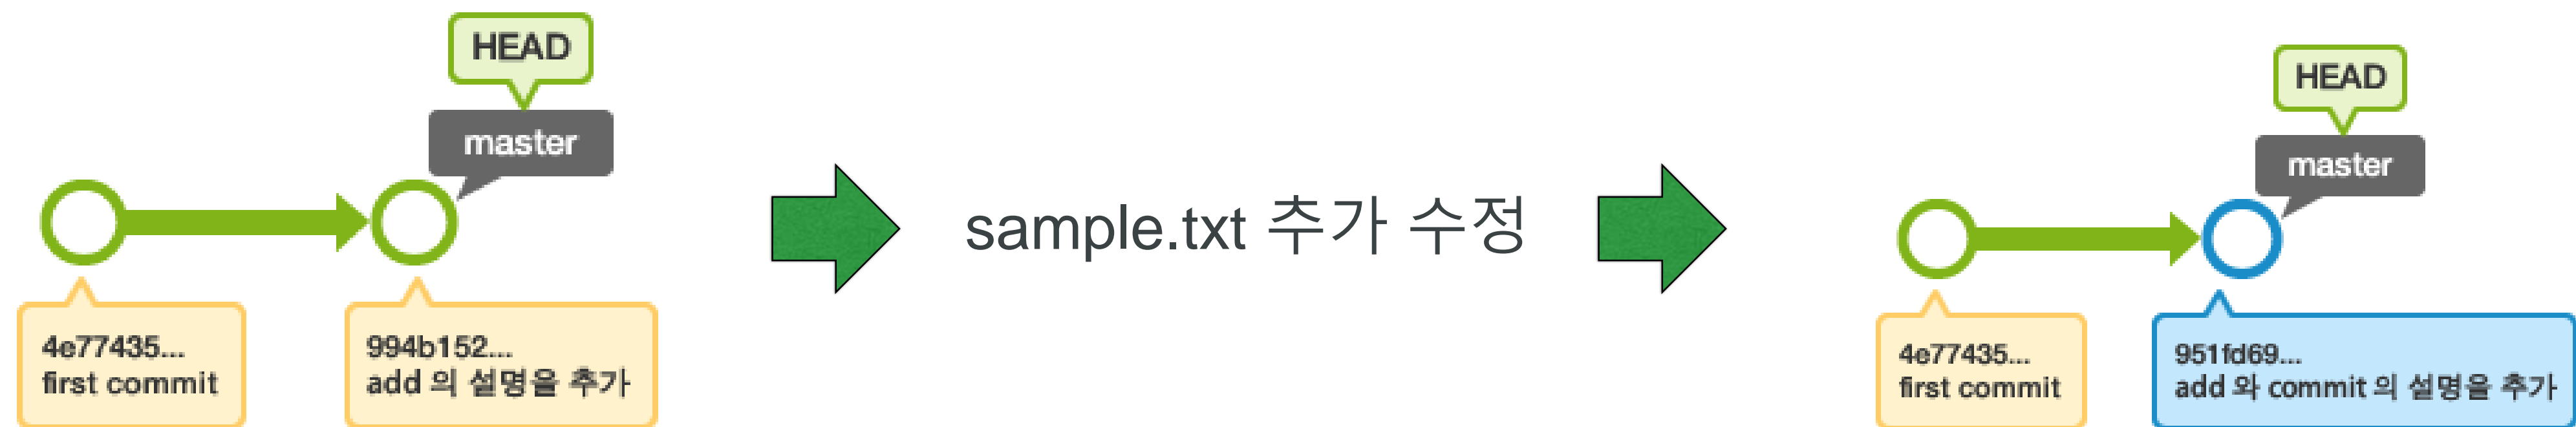 HEAD
master
4e77435...
first commit
994b152...
add 의 설명을 추가
sample.txt 추가 수정
HEAD
master
4e77435...
first commit
951fd69...
add 와 commit 의 설명을 추가